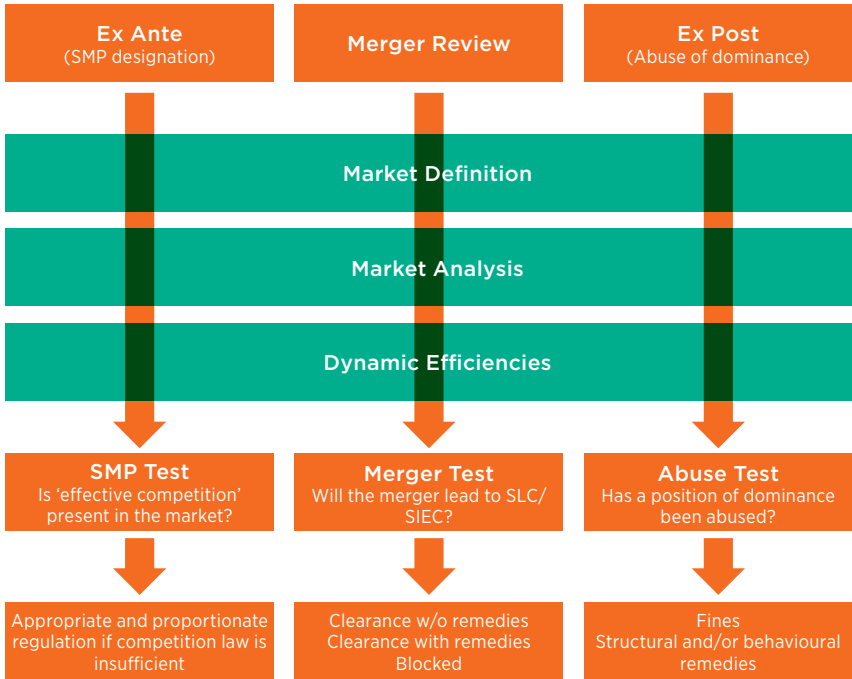 Ex Ante
(SMP designation)
Merger Review
Ex Post
(Abuse of dominance)
Market Definition
Market Analysis
Dynamic Efficiencies
SMP Test
Is ‘effective competition’
present in the market?
Merger Test
Will the merger lead to SLC/
SIEC?
Abuse Test
Has a position of dominance
been abused?
Appropriate and proportionate
regulation if competition law is
insufficient
Clearance w/o remedies
Clearance with remedies
Blocked
Fines
Structural and/or behavioural
remedies